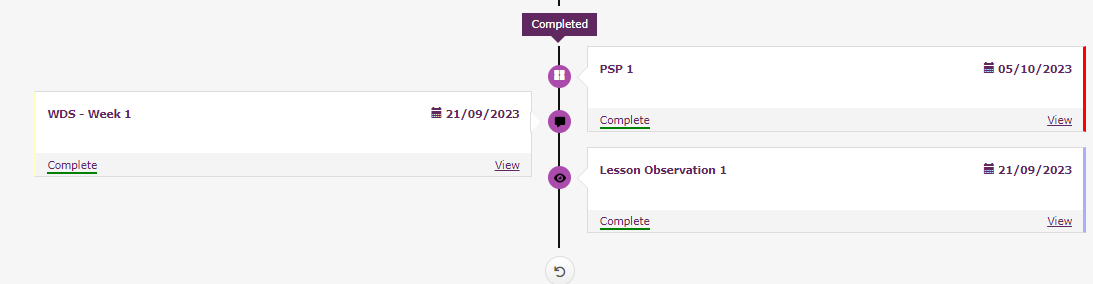 Completed
PSP 1
05/10/2023
Complete
View
WDS - Week 1
21/09/2023
Complete
View
Lesson Observation 1
21/09/2023
Complete
View